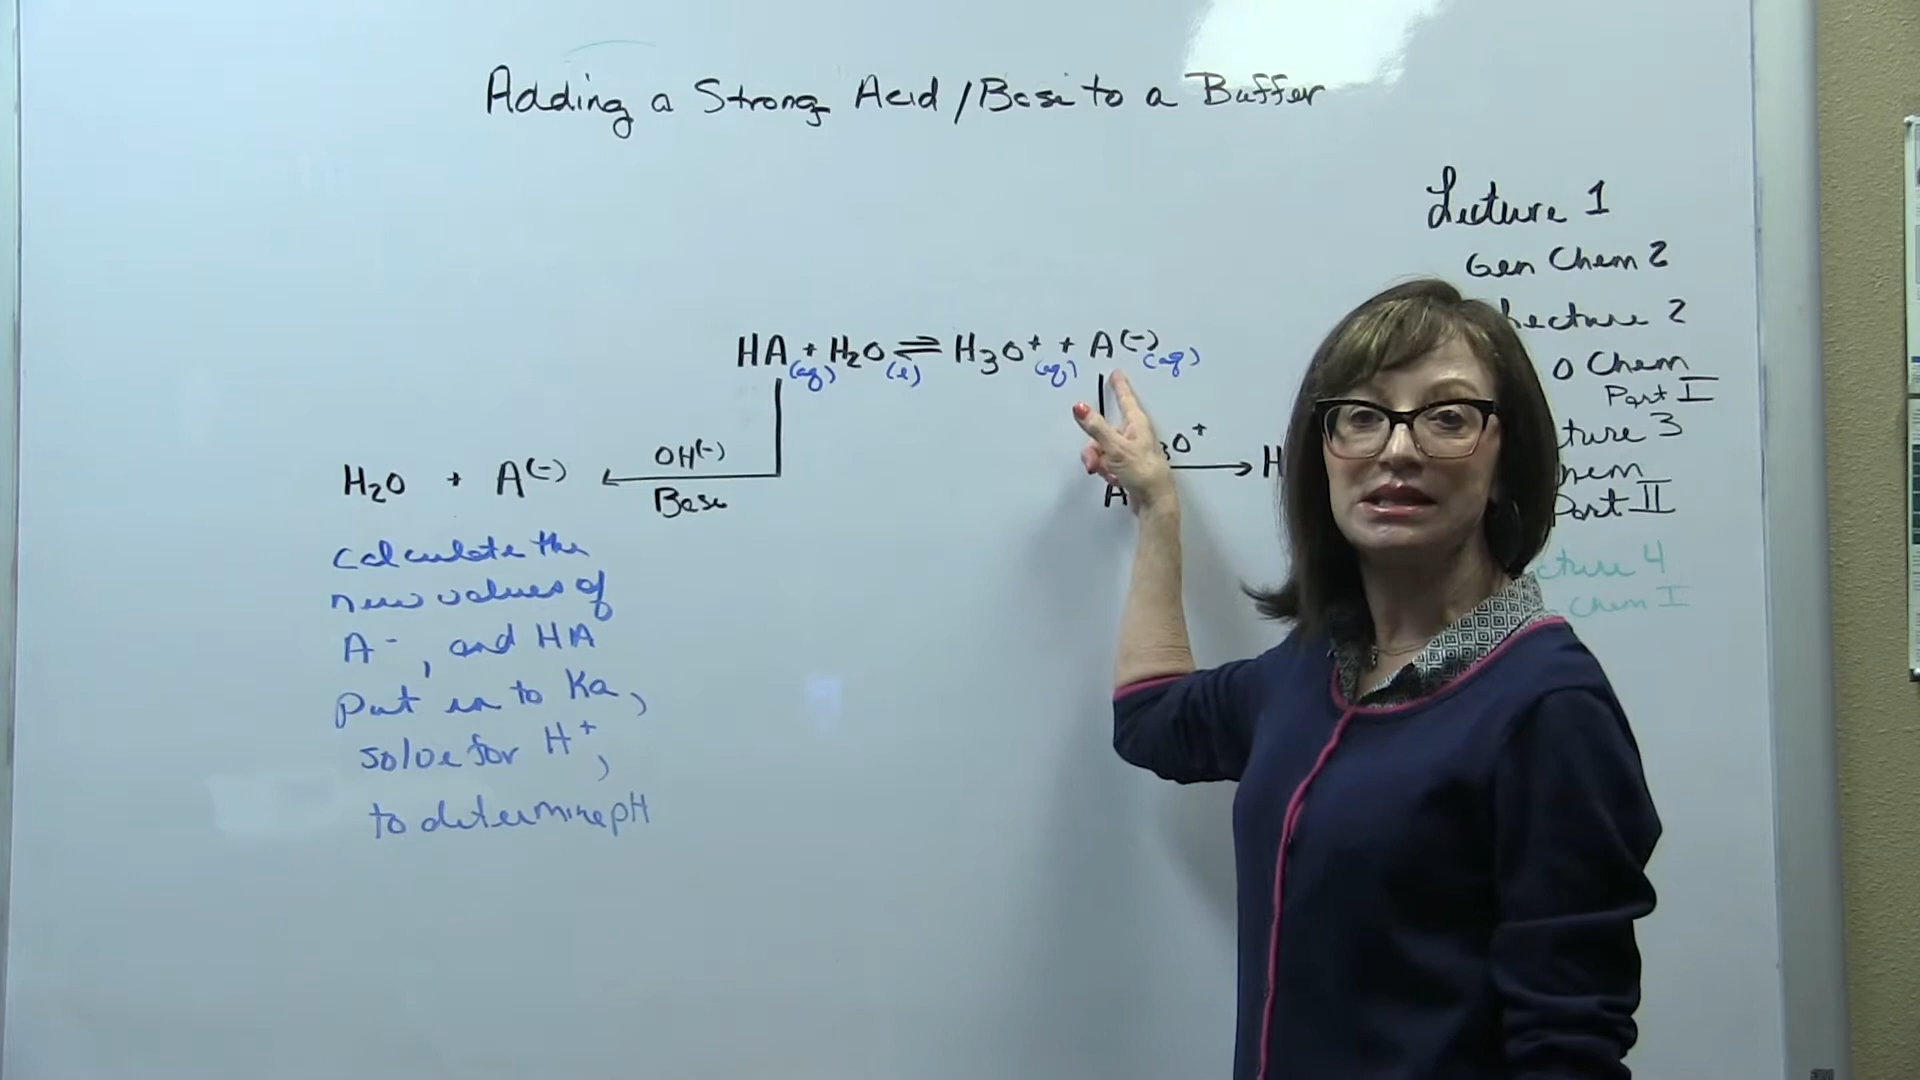 Adding a Strong Acid / Base to a Buffer
Lecture 1
Gen Chem 2
Lecture 2
O Chem
Part I
cture 3
hem
Part II
cture 4
Chem I
HA(aq) + H2O(l) ⇌ H3O+(aq) + A(-)(aq)
OH(-)
Base
H2O + A(-)
3O+
A
H
calculate the
new values of
A-, and HA
put in to Ka,
solve for H+,
to determine pH